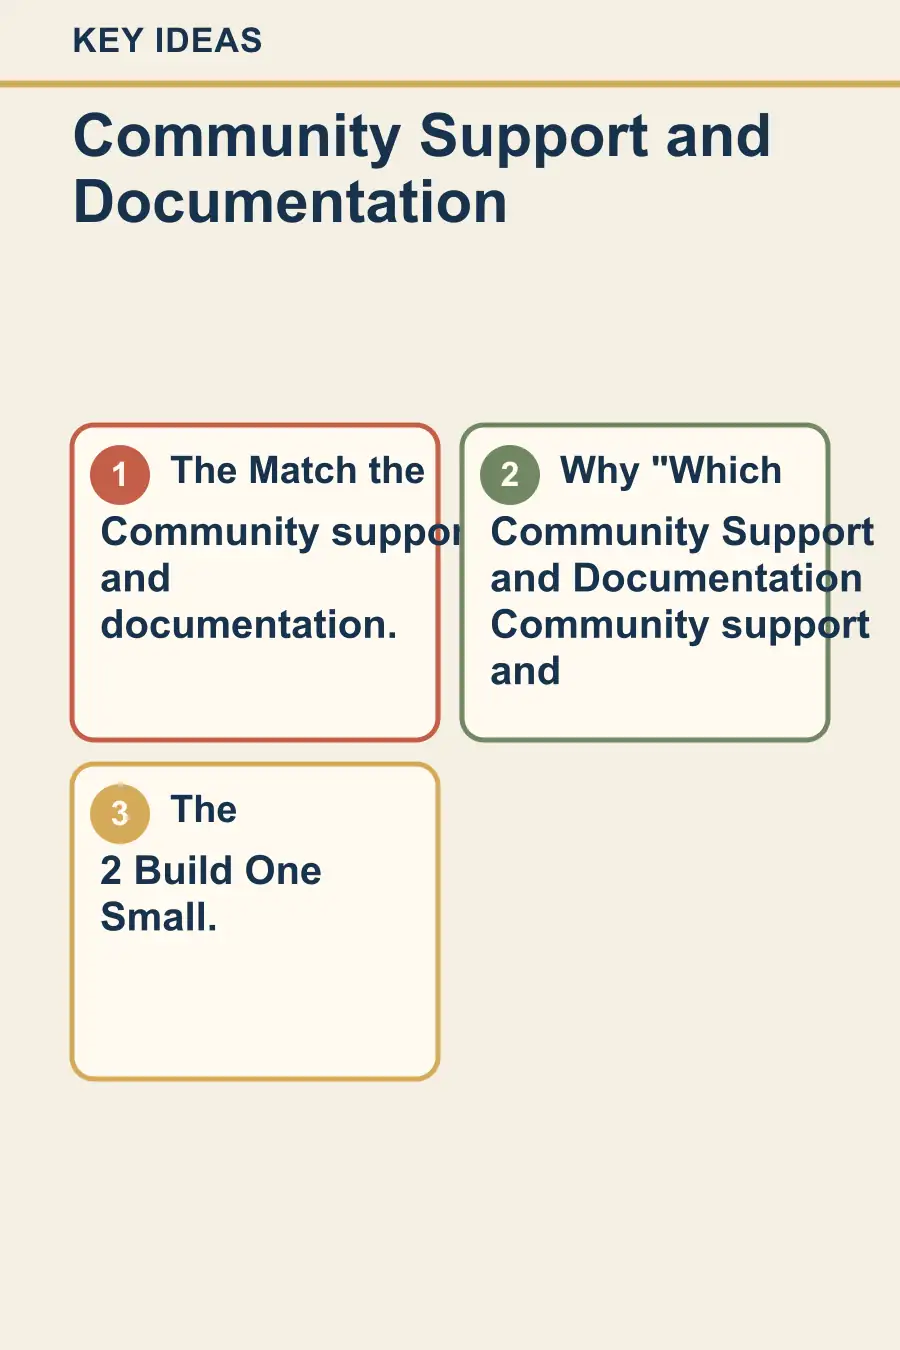 KEY IDEAS
Community Support and
Documentation
1 The Match the
Community suppor
and
documentation.
2 Why "Which
Community Support
and Documentation
Community support
and
3 The
2 Build One
Small.